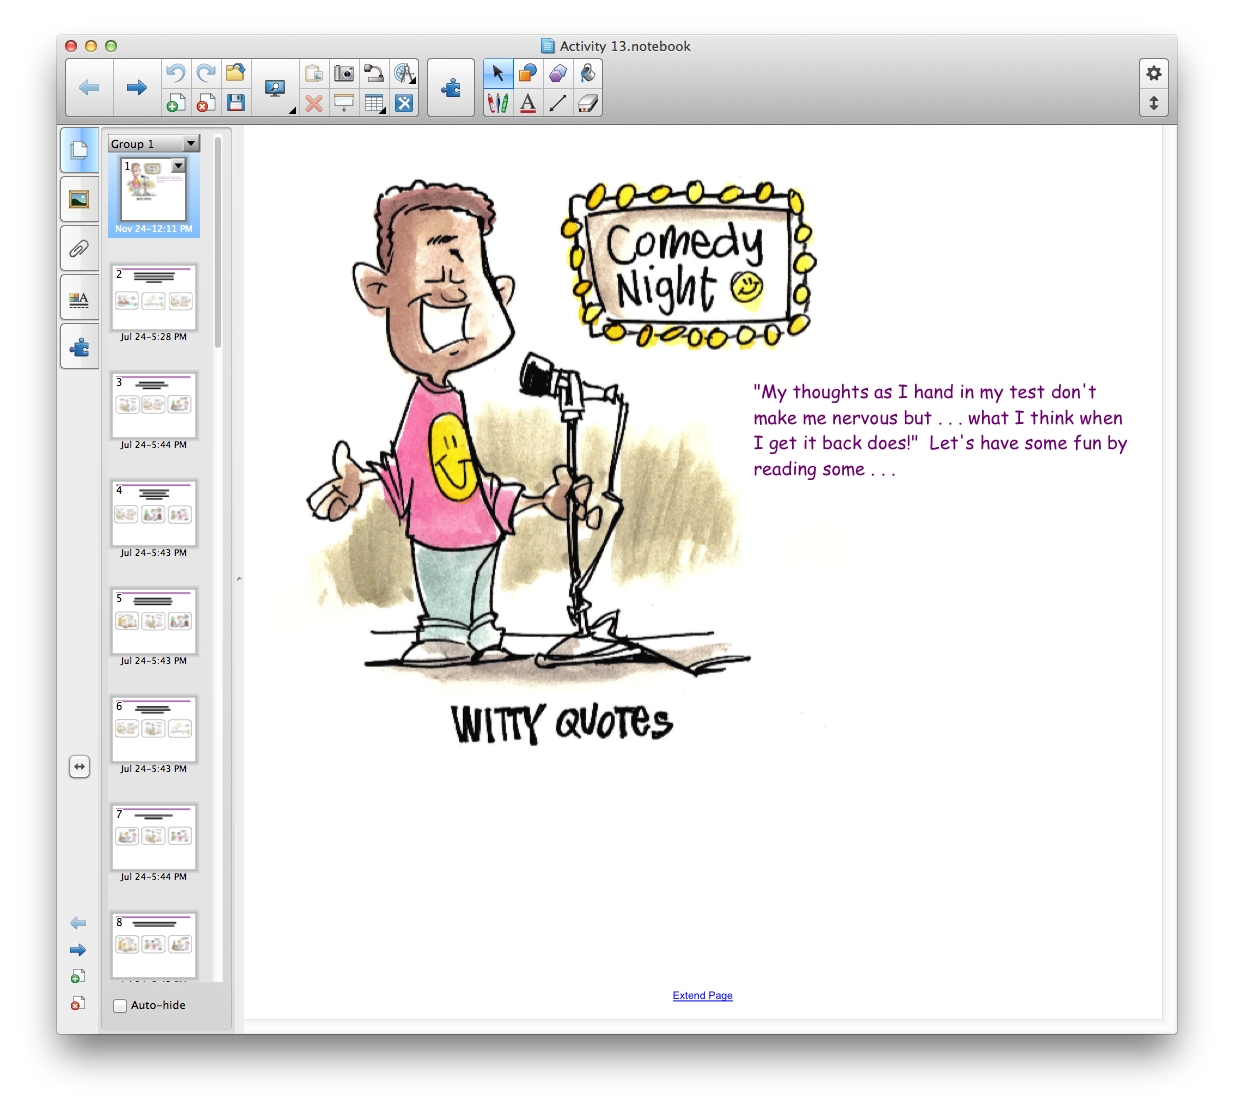 Activity 13.notebook
Group 1
1
Nov 24-12:11 PM
2
Jul 24-5:28 PM
3
Jul 24-5:44 PM
4
Jul 24-5:43 PM
5
Jul 24-5:43 PM
6
Jul 24-5:43 PM
7
Jul 24-5:44 PM
8
Auto-hide
Comedy
Night
"My thoughts as I hand in my test don't
make me nervous but . . . what I think when
I get it back does!"  Let's have some fun by
reading some . . .
WITTY QUOTES
Extend Page